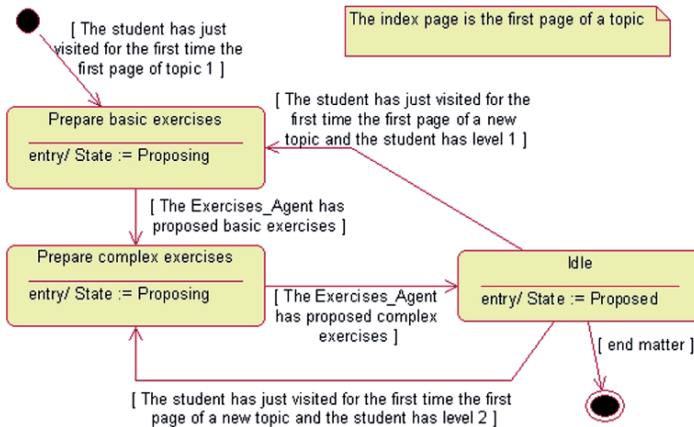 [ The student has just
visited for the first time the
first page of topic 1 ]
The index page is the first page of a topic
[ The student has just visited for the
first time the first page of a new
topic and the student has level 1 ]
Prepare basic exercises
entry/ State := Proposing
[ The Exercises_Agent has
proposed basic exercises ]
Prepare complex exercises
entry/ State := Proposing
[ The Exercises_Agent
has proposed complex
exercises ]
Idle
entry/ State := Proposed
[ end matter ]
[ The student has just visited for the first time the first
page of a new topic and the student has level 2 ]